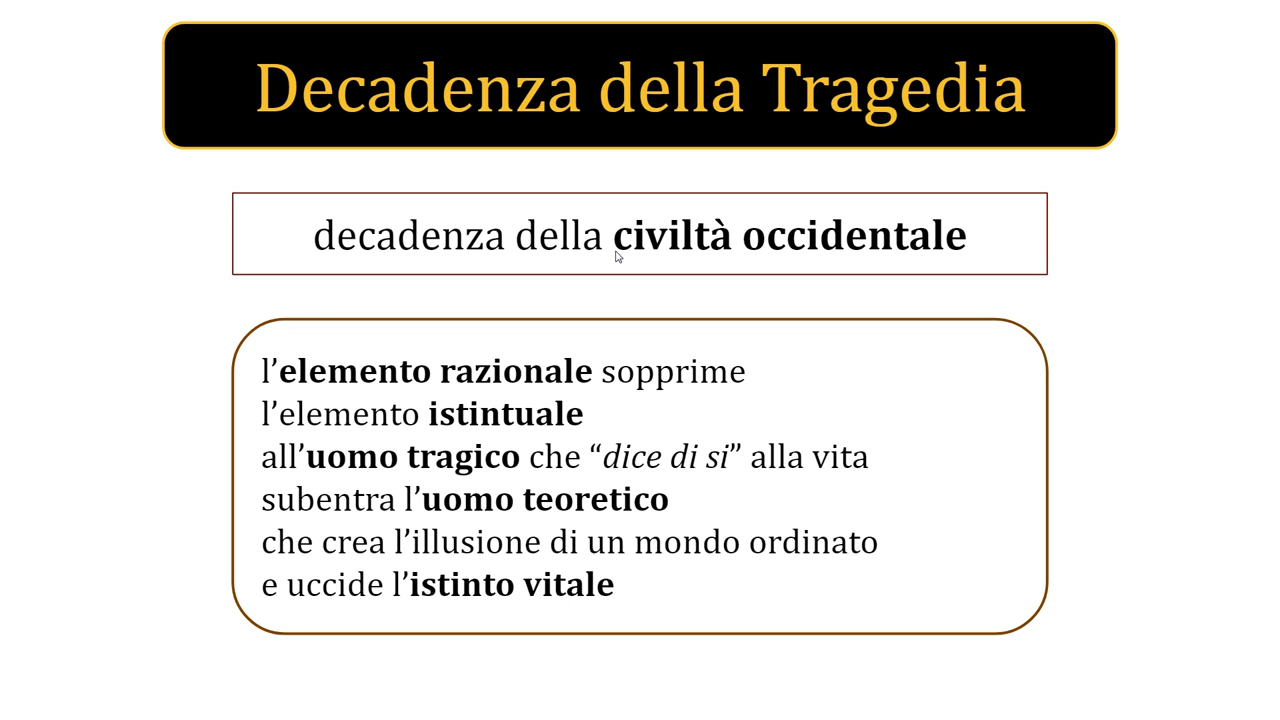 Decadenza della Tragedia
decadenza della civiltà occidentale
l’elemento razionale sopprime
l’elemento istintuale
all’uomo tragico che “dice di si” alla vita
subentra l’uomo teoretico
che crea l’illusione di un mondo ordinato
e uccide l’istinto vitale